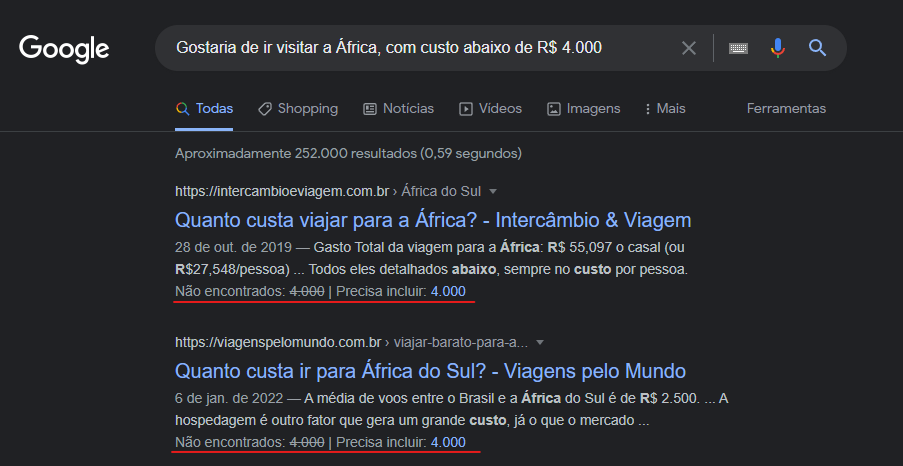 Google
Gostaria de ir visitar a África, com custo abaixo de R$ 4.000
Todas Shopping Notícias Vídeos Imagens Mais Ferramentas
Aproximadamente 252.000 resultados (0,59 segundos)
https://intercambioeviagem.com.br › África do Sul
Quanto custa viajar para a África? - Intercâmbio & Viagem
28 de out. de 2019 — Gasto Total da viagem para a África: R$ 55,097 o casal (ou
R$27,548/pessoa) ... Todos eles detalhados abaixo, sempre no custo por pessoa.
Não encontrados: 4.000 | Precisa incluir: 4.000
https://viagenspelomundo.com.br › viajar-barato-para-a...
Quanto custa ir para África do Sul? - Viagens pelo Mundo
6 de jan. de 2022 — A média de voos entre o Brasil e a África do Sul é de R$ 2.500. ... A
hospedagem é outro fator que gera um grande custo, já o que o mercado ...
Não encontrados: 4.000 | Precisa incluir: 4.000